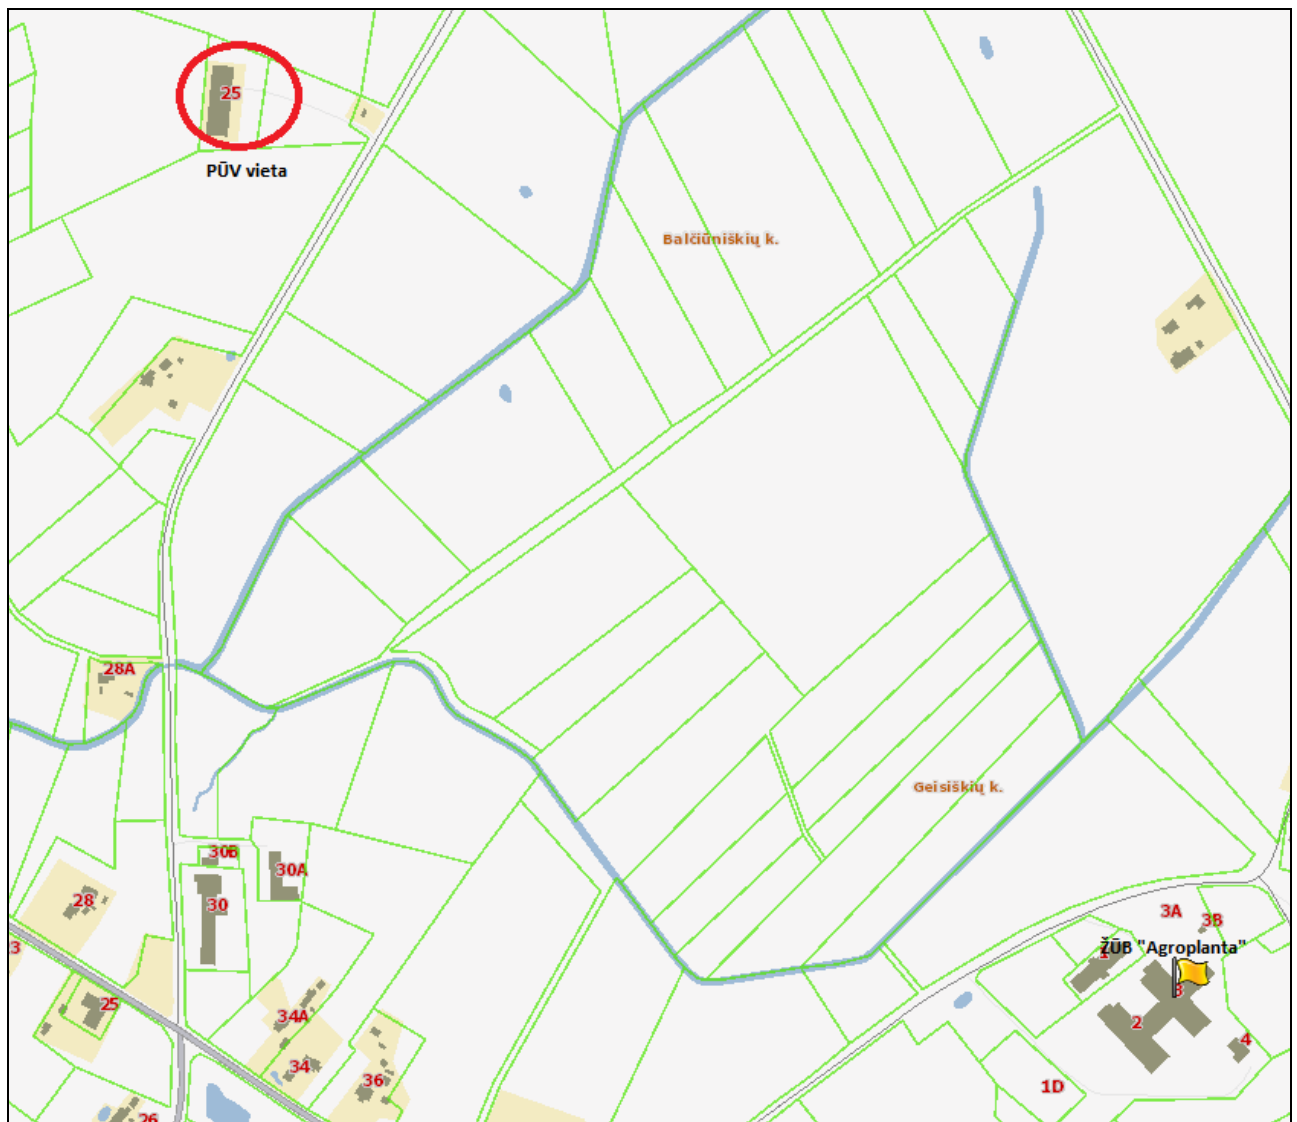 25
PŪV vieta
Balčiūniškių k.
28A
Geisiškių k.
30B
30A
30
28
3A
3B
3
ŽŪB "Agroplanta"
1
3
25
34A
2
4
34
36
1D
26